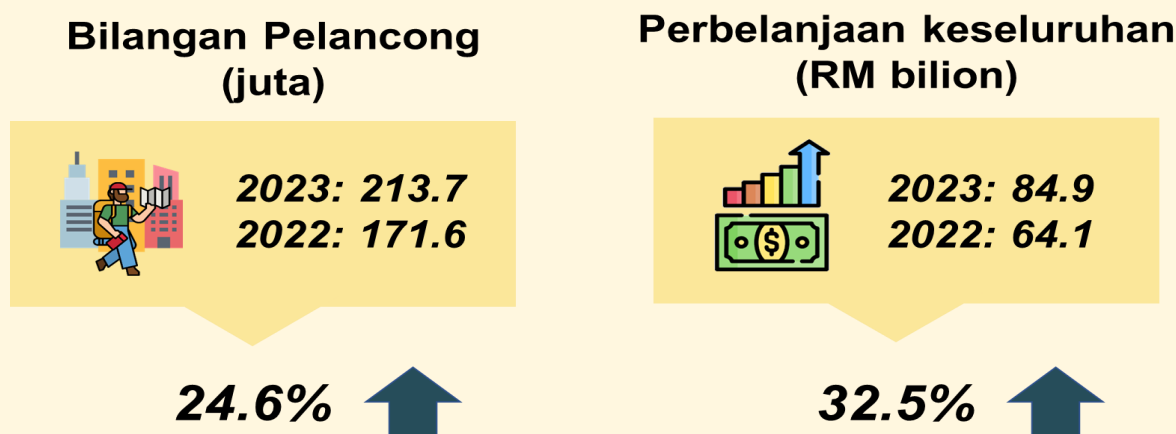 Bilangan Pelancong
(juta)
2023: 213.7
2022: 171.6
24.6%
Perbelanjaan keseluruhan
(RM bilion)
$
2023: 84.9
2022: 64.1
32.5%